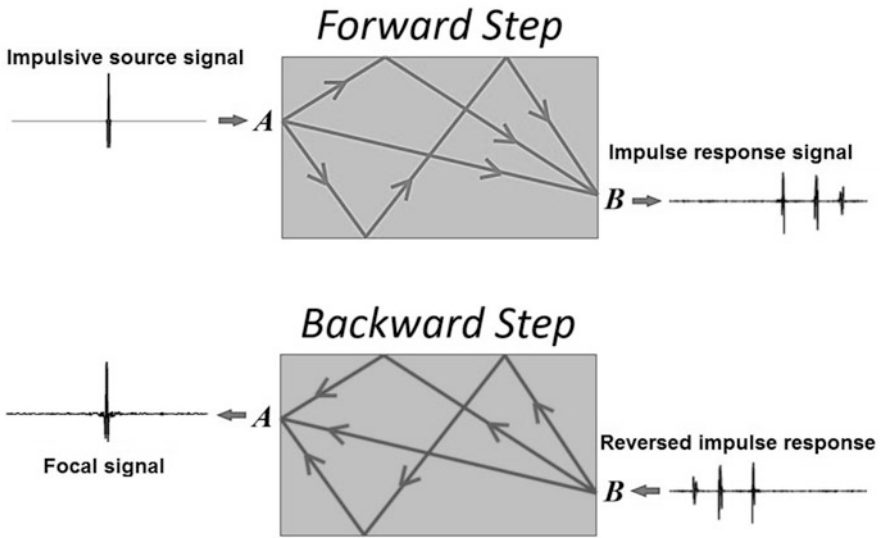 Forward Step
Impulsive source signal
A
Impulse response signal
B
Backward Step
A
Focal signal
Reversed impulse response
B